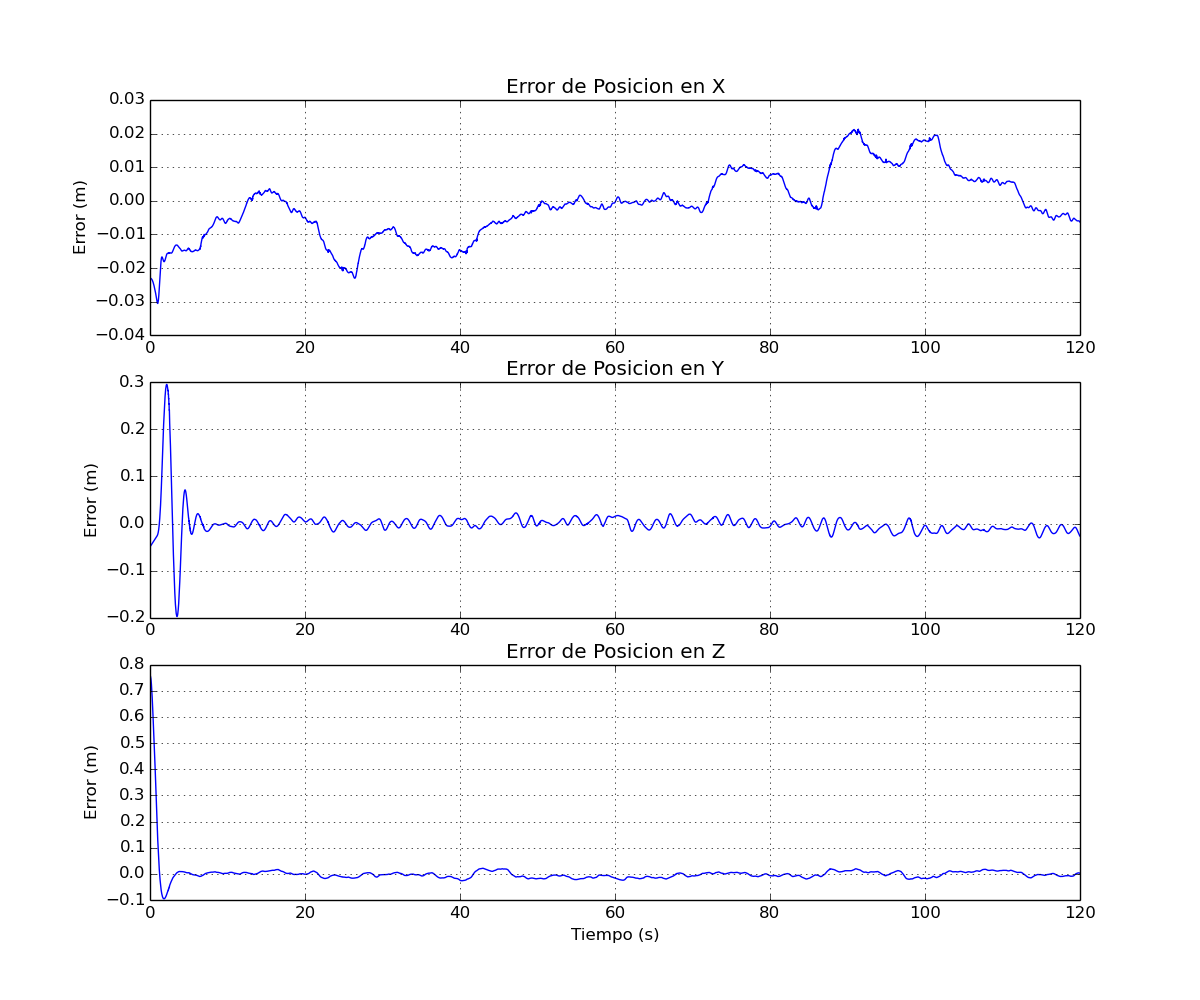 Error de Posicion en X
0.03
0.02
0.01
0.00
−0.01
−0.02
−0.03
−0.04
Error (m)
0 20 40 60 80 100 120
Error de Posicion en Y
0.3
0.2
0.1
0.0
−0.1
−0.2
Error (m)
0 20 40 60 80 100 120
Error de Posicion en Z
0.8
0.7
0.6
0.5
0.4
0.3
0.2
0.1
0.0
−0.1
Error (m)
0 20 40 60 80 100 120
Tiempo (s)